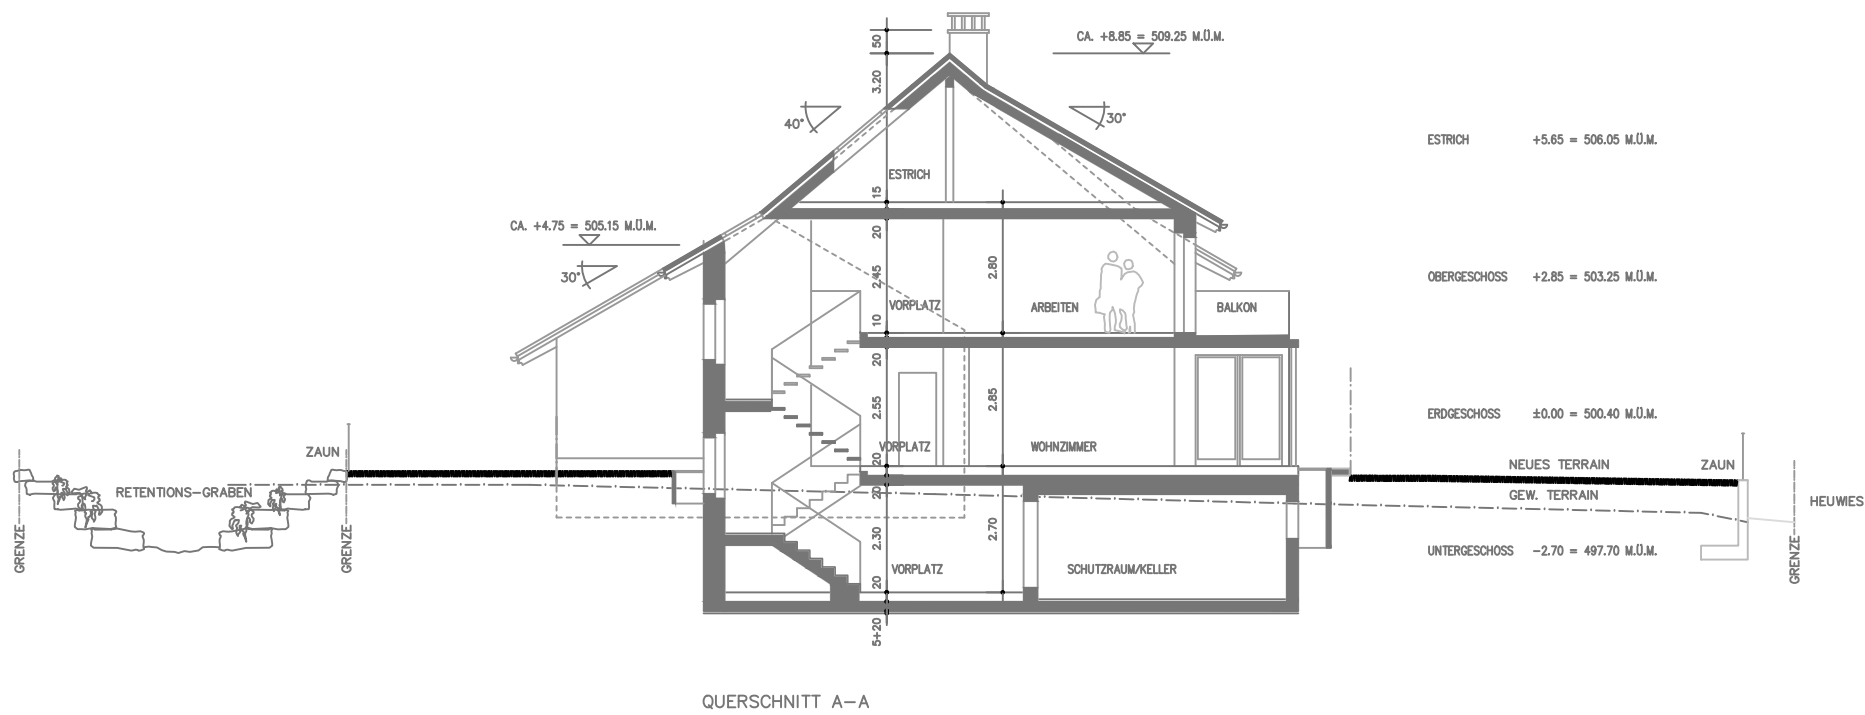 CA. +8.85 = 509.25 M.Ü.M.
50
3.20
40°
30°
ESTRICH +5.65 = 506.05 M.Ü.M.
ESTRICH
15
CA. +4.75 = 505.15 M.Ü.M.
20
30°
2.45
2.80
OBERGESCHOSS +2.85 = 503.25 M.Ü.M.
VORPLATZ
ARBEITEN
BALKON
10
20
2.55
2.85
ERDGESCHOSS ±0.00 = 500.40 M.Ü.M.
VORPLATZ
WOHNZIMMER
ZAUN
20
NEUES TERRAIN
ZAUN
RETENTIONS-GRABEN
20
GEW. TERRAIN
HEUWIES
GRENZE
GRENZE
2.30
2.70
UNTERGESCHOSS -2.70 = 497.70 M.Ü.M.
GRENZE
VORPLATZ
SCHUTZRAUM/KELLER
20
5+20
QUERSCHNITT A-A